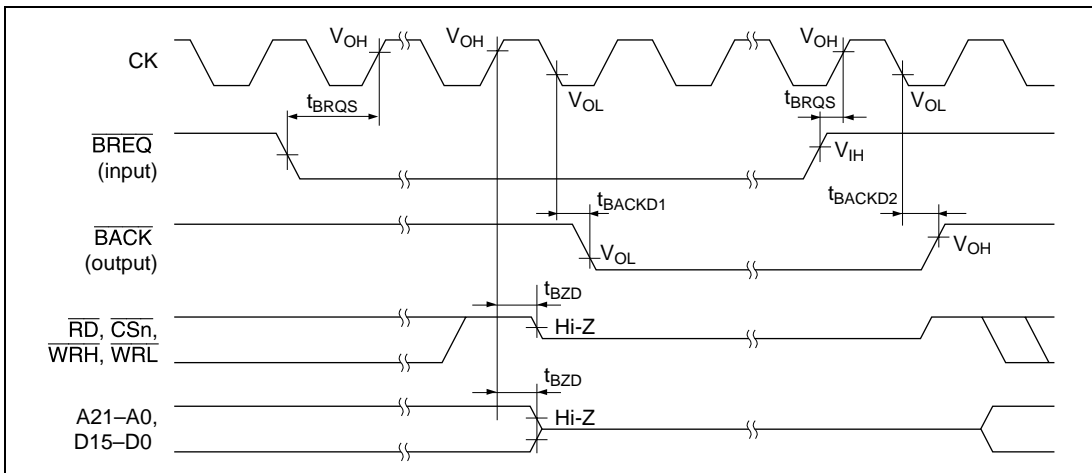 CK
V_OH
V_OH
V_OH
V_OL
V_OL
t_BRQS
t_BRQS
BREQ
(input)
V_IH
t_BACKD1
t_BACKD2
BACK
(output)
V_OL
V_OH
t_BZD
RD, CSn,
WRH, WRL
Hi-Z
t_BZD
A21–A0,
D15–D0
Hi-Z